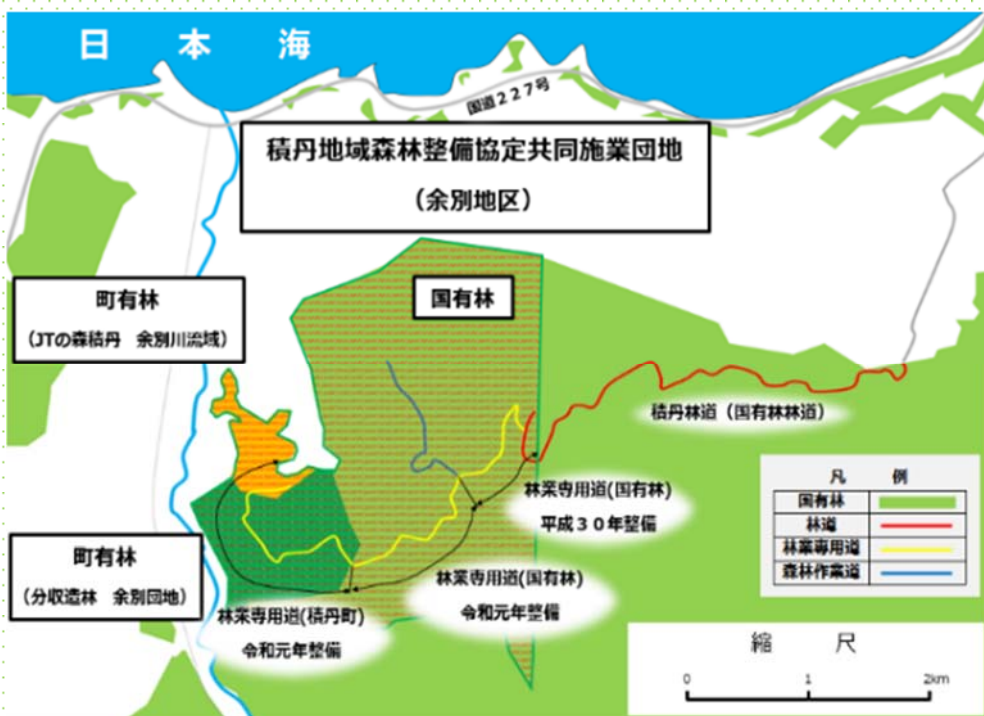 日本海
国道２２７号
積丹地域森林整備協定共同施業団地
（余別地区）
町有林
（JTの森積丹　余別川流域）
国有林
積丹林道（国有林林道）
林業専用道(国有林)
平成３０年整備
凡　例
国有林
林道
林業専用道
森林作業道
町有林
（分収造林　余別団地）
林業専用道(国有林)
令和元年整備
林業専用道(積丹町)
令和元年整備
縮　尺
0 1 2km